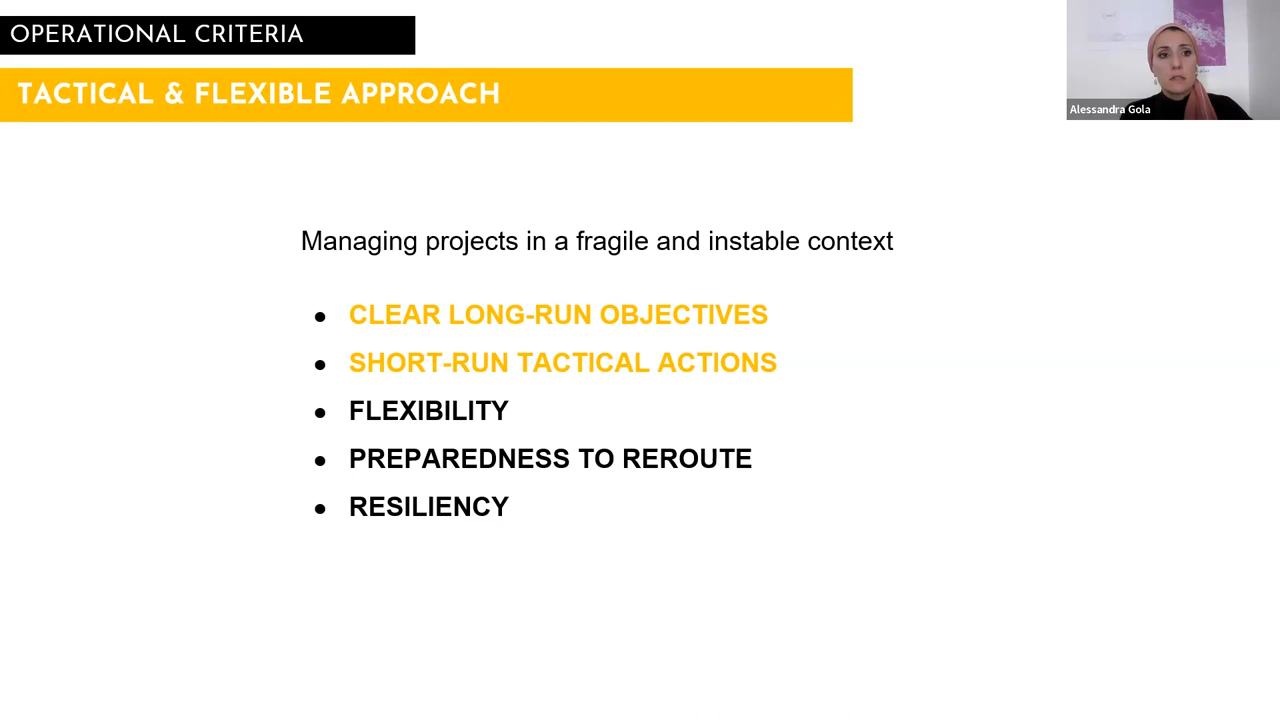 OPERATIONAL CRITERIA
TACTICAL & FLEXIBLE APPROACH
Alessandra Gola
Managing projects in a fragile and instable context
● CLEAR LONG-RUN OBJECTIVES
● SHORT-RUN TACTICAL ACTIONS
● FLEXIBILITY
● PREPAREDNESS TO REROUTE
● RESILIENCY